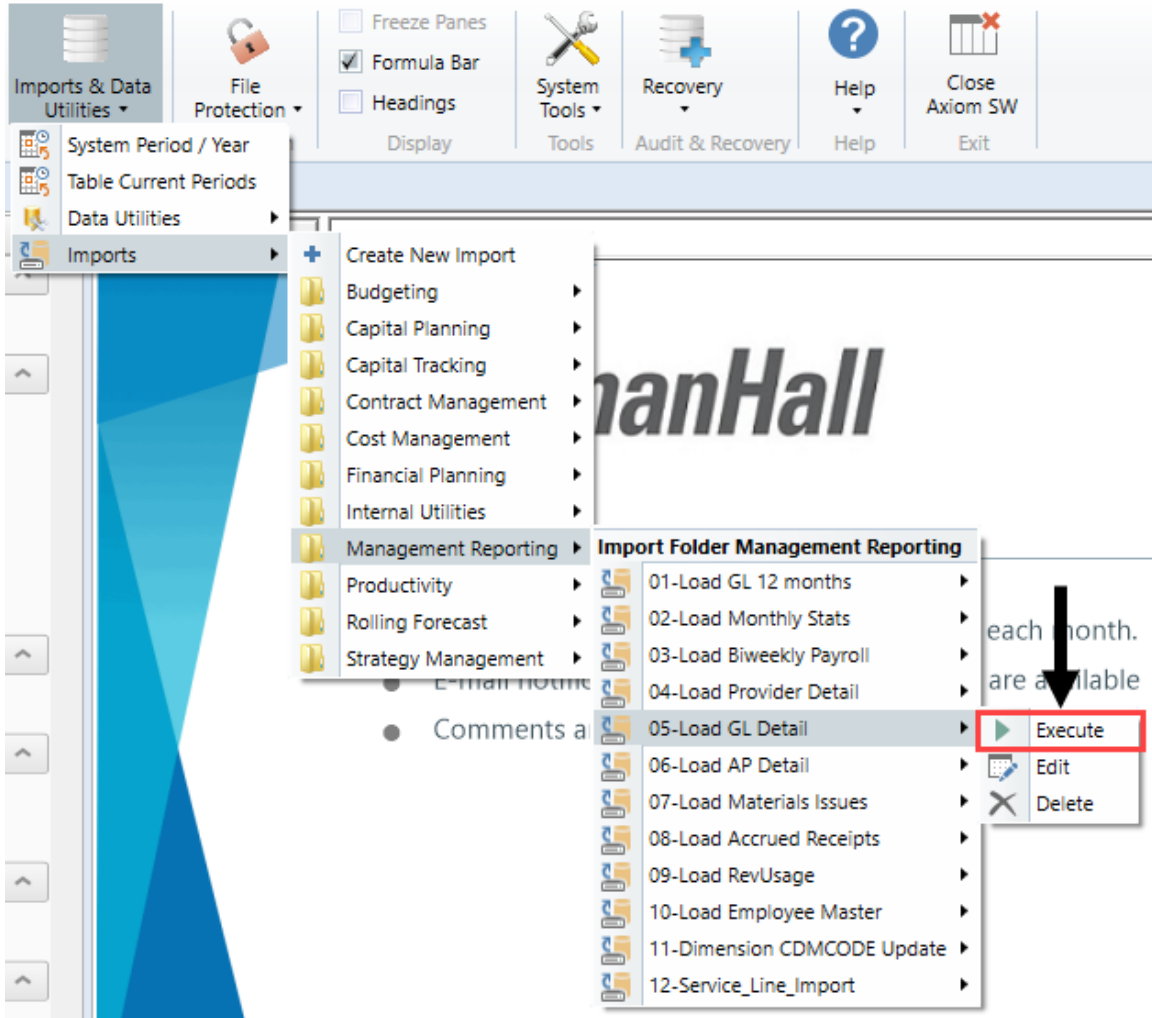 Imports & Data
Utilities
File
Protection
Freeze Panes
Formula Bar
Headings
Display
System
Tools
Tools
Recovery
Audit & Recovery
Help
Help
Close
Axiom SW
Exit
System Period / Year
Table Current Periods
Data Utilities
Imports
Create New Import
Budgeting
Capital Planning
Capital Tracking
Contract Management
Cost Management
Financial Planning
Internal Utilities
Management Reporting
Productivity
Rolling Forecast
Strategy Management
manHall
Import Folder Management Reporting
01-Load GL 12 months
02-Load Monthly Stats
03-Load Biweekly Payroll
04-Load Provider Detail
05-Load GL Detail
06-Load AP Detail
07-Load Materials Issues
08-Load Accrued Receipts
09-Load RevUsage
10-Load Employee Master
11-Dimension CDMCODE Update
12-Service_Line_Import
Execute
Edit
Delete
each month.
are available
E-mail
Comments